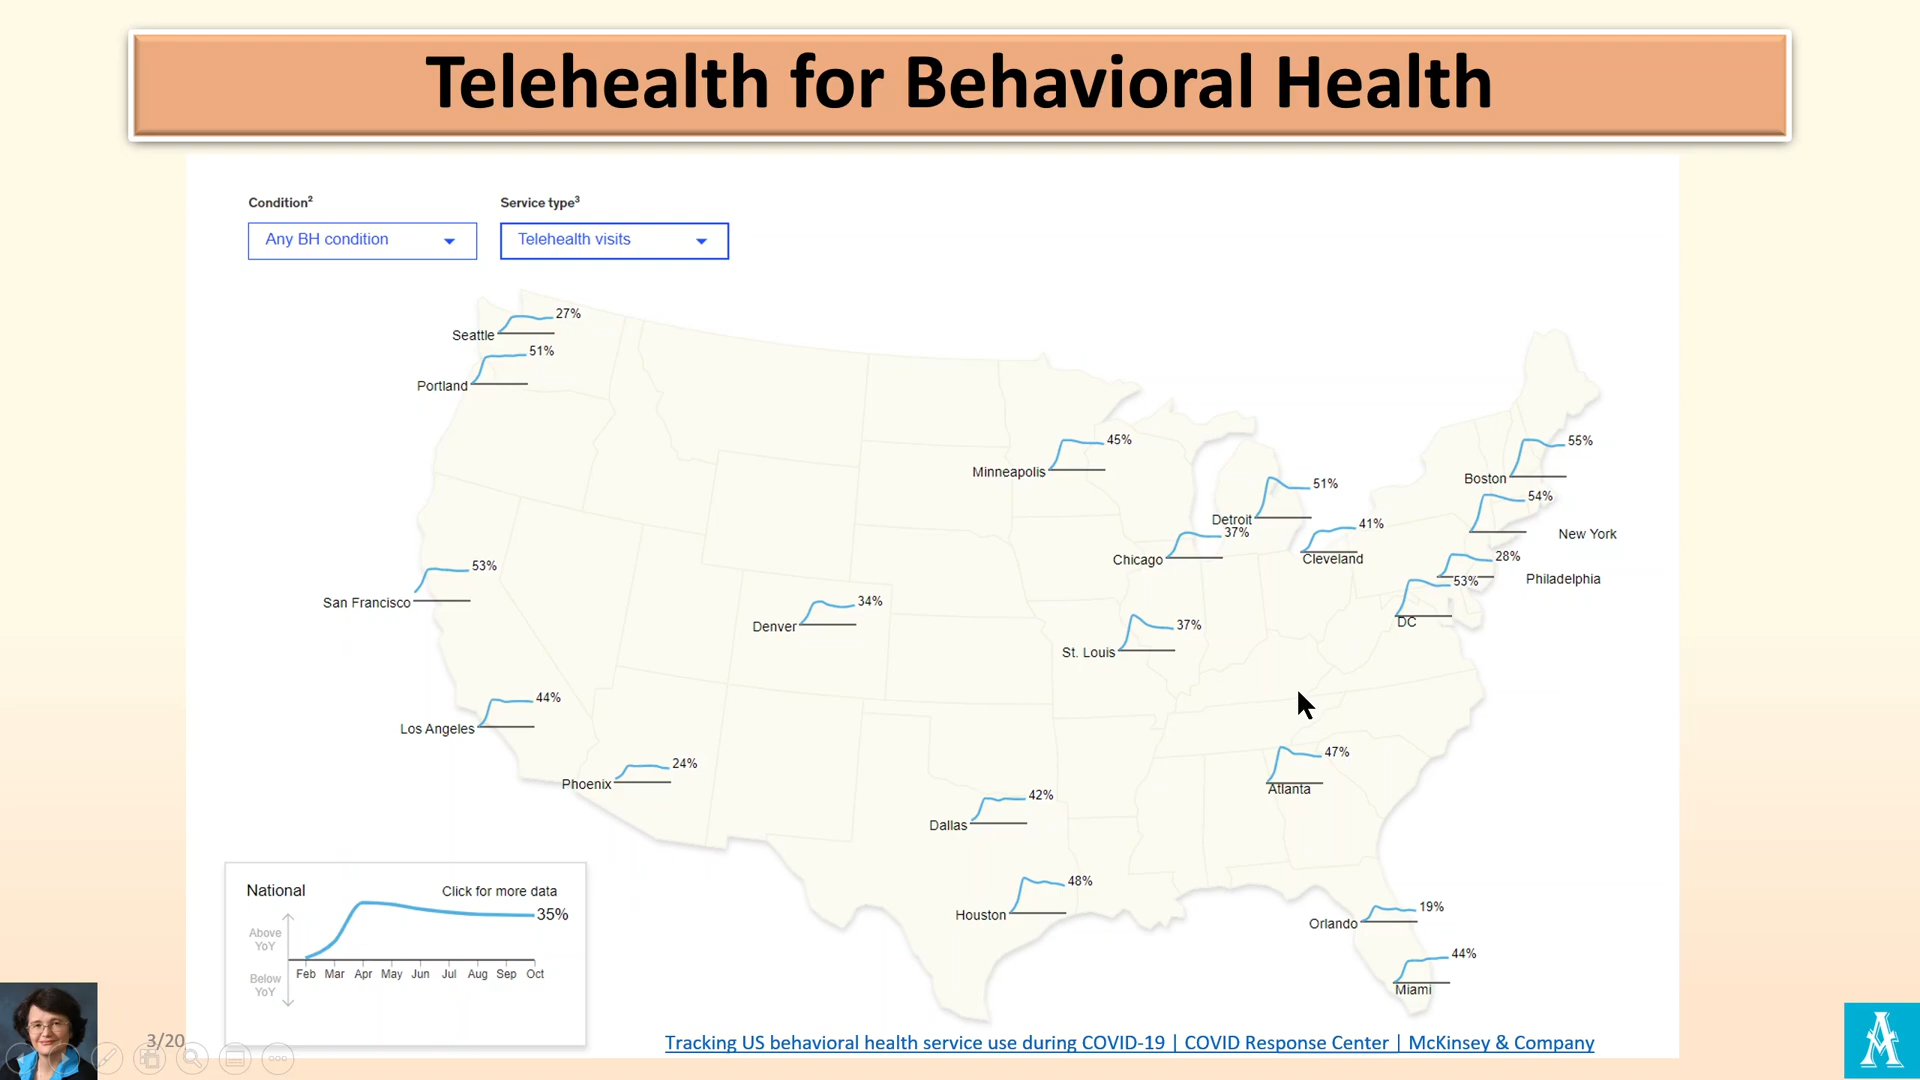 Telehealth for Behavioral Health
Condition²
Service type³
Any BH condition
Telehealth visits
27%
Seattle
51%
Portland
45%
Minneapolis
55%
Boston
51%
Detroit
54%
New York
37%
Chicago
41%
Cleveland
28%
Philadelphia
53%
DC
53%
San Francisco
34%
Denver
37%
St. Louis
44%
Los Angeles
24%
Phoenix
47%
Atlanta
42%
Dallas
48%
Houston
19%
Orlando
44%
Miami
National
Click for more data
35%
Above
YoY
Below
YoY
Feb Mar Apr May Jun Jul Aug Sep Oct
3/20
Tracking US behavioral health service use during COVID-19 | COVID Response Center | McKinsey & Company
A